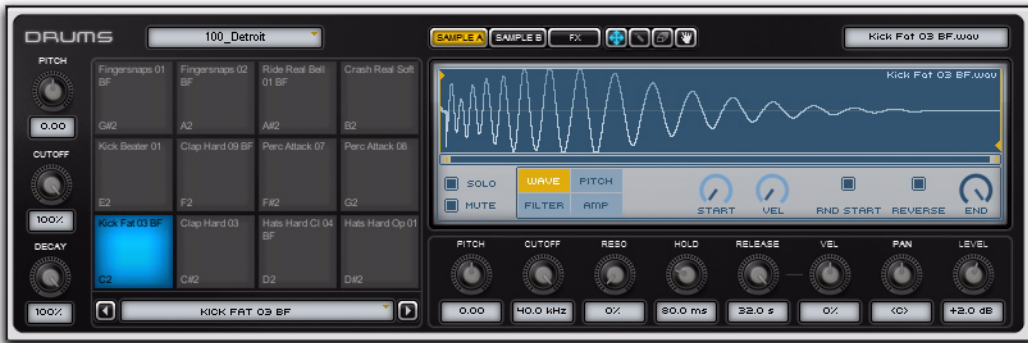 DRUMS
100_Detroit
SAMPLE A SAMPLE B FX
Kick Fat 03 BF.wav
PITCH
0.00
CUTOFF
100%
DECAY
100%
Fingersnaps 01 BF
G#2
Fingersnaps 02 BF
A2
Ride Real Bell 01 BF
A#2
Crash Real Soft
B2
Kick Beater 01
E2
Clap Hard 09 BF
F2
Perc Attack 07
F#2
Perc Attack 06
G2
Kick Fat 03 BF
C2
Clap Hard 03
C#2
Hats Hard Cl 04 BF
D2
Hats Hard Op 01
D#2
KICK FAT 03 BF
Kick Fat 03 BF.wav
SOLO
MUTE
WAVE PITCH
FILTER AMP
START VEL RND START REVERSE END
PITCH CUTOFF RESO HOLD RELEASE VEL PAN LEVEL
0.00 40.0 kHz 0% 80.0 ms 32.0 s 0% <C> +2.0 dB